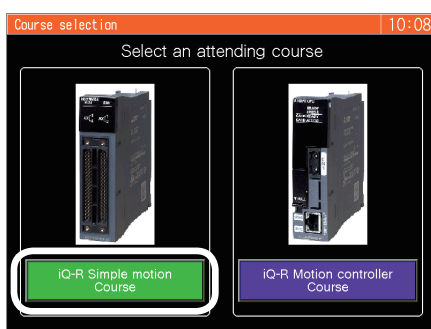 Course selection 10:08
Select an attending course
iQ-R Simple motion
Course
iQ-R Motion controller
Course